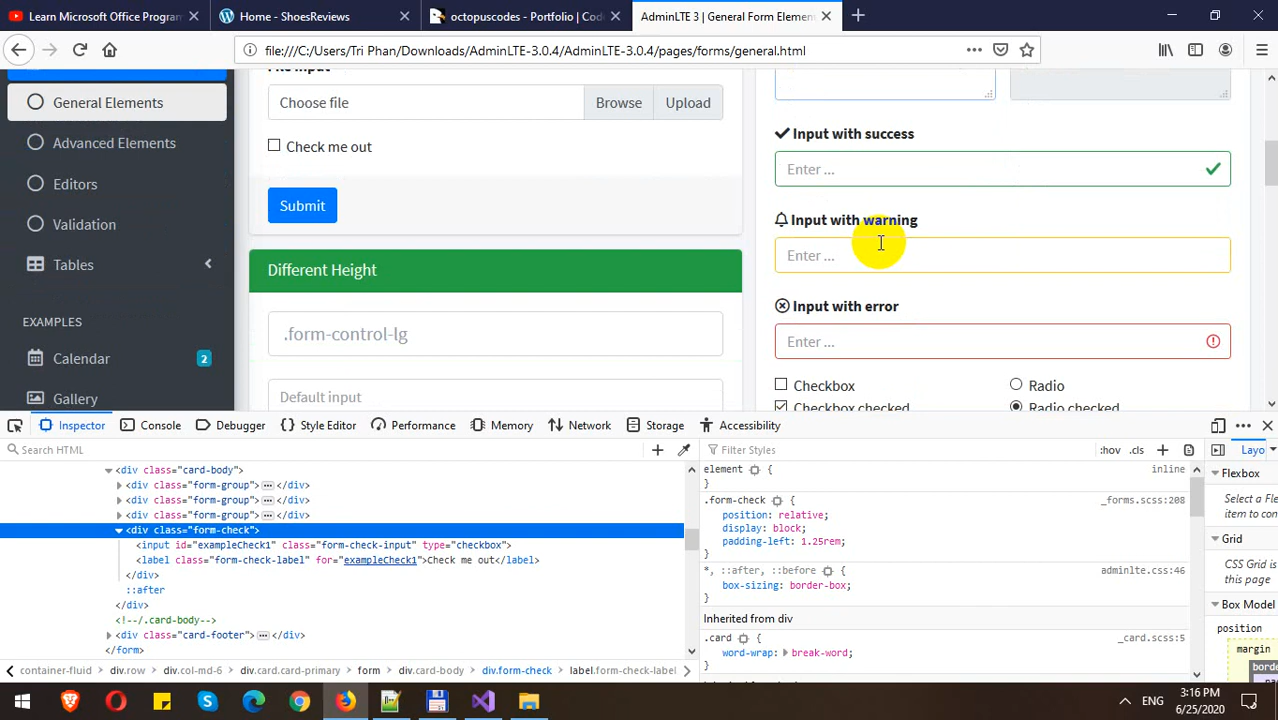 Learn Microsoft Office Program
Home - ShoesReviews
octopuscodes - Portfolio | Cod
AdminLTE 3 | General Form Elemen
file:///C:/Users/Tri Phan/Downloads/AdminLTE-3.0.4/AdminLTE-3.0.4/pages/forms/general.html
General Elements
Advanced Elements
Editors
Validation
Tables
EXAMPLES
Calendar
2
Gallery
Choose file
Browse
Upload
Check me out
Submit
Different Height
.form-control-lg
Default input
Input with success
Enter ...
Input with warning
Enter ...
Input with error
Enter ...
Checkbox
Radio
Checkbox checked
Radio checked
Inspector
Console
Debugger
Style Editor
Performance
Memory
Network
Storage
Accessibility
Search HTML
<div class="card-body">
<div class="form-group"></div>
<div class="form-group"></div>
<div class="form-group"></div>
<div class="form-check">
<input id="exampleCheck1" class="form-check-input" type="checkbox">
<label class="form-check-label" for="exampleCheck1">Check me out</label>
</div>
::after
</div>
<!--/.card-body-->
<div class="card-footer"></div>
</form>
container-fluid
div.row
div.col-md-6
div.card.card-primary
form
div.card-body
div.form-check
label.form-check-label
Filter Styles
:hov
.cls
element {
inline
}
.form-check {
_forms.scss:208
position: relative;
display: block;
padding-left: 1.25rem;
}
*, ::after, ::before {
adminlte.css:46
box-sizing: border-box;
}
Inherited from div
.card {
_card.scss:5
word-wrap: break-word;
}
Layo
Flexbox
Select a Fl
item to con
Grid
CSS Grid is
this page
Box Model
position
margin
borde
ENG
3:16 PM
6/25/2020